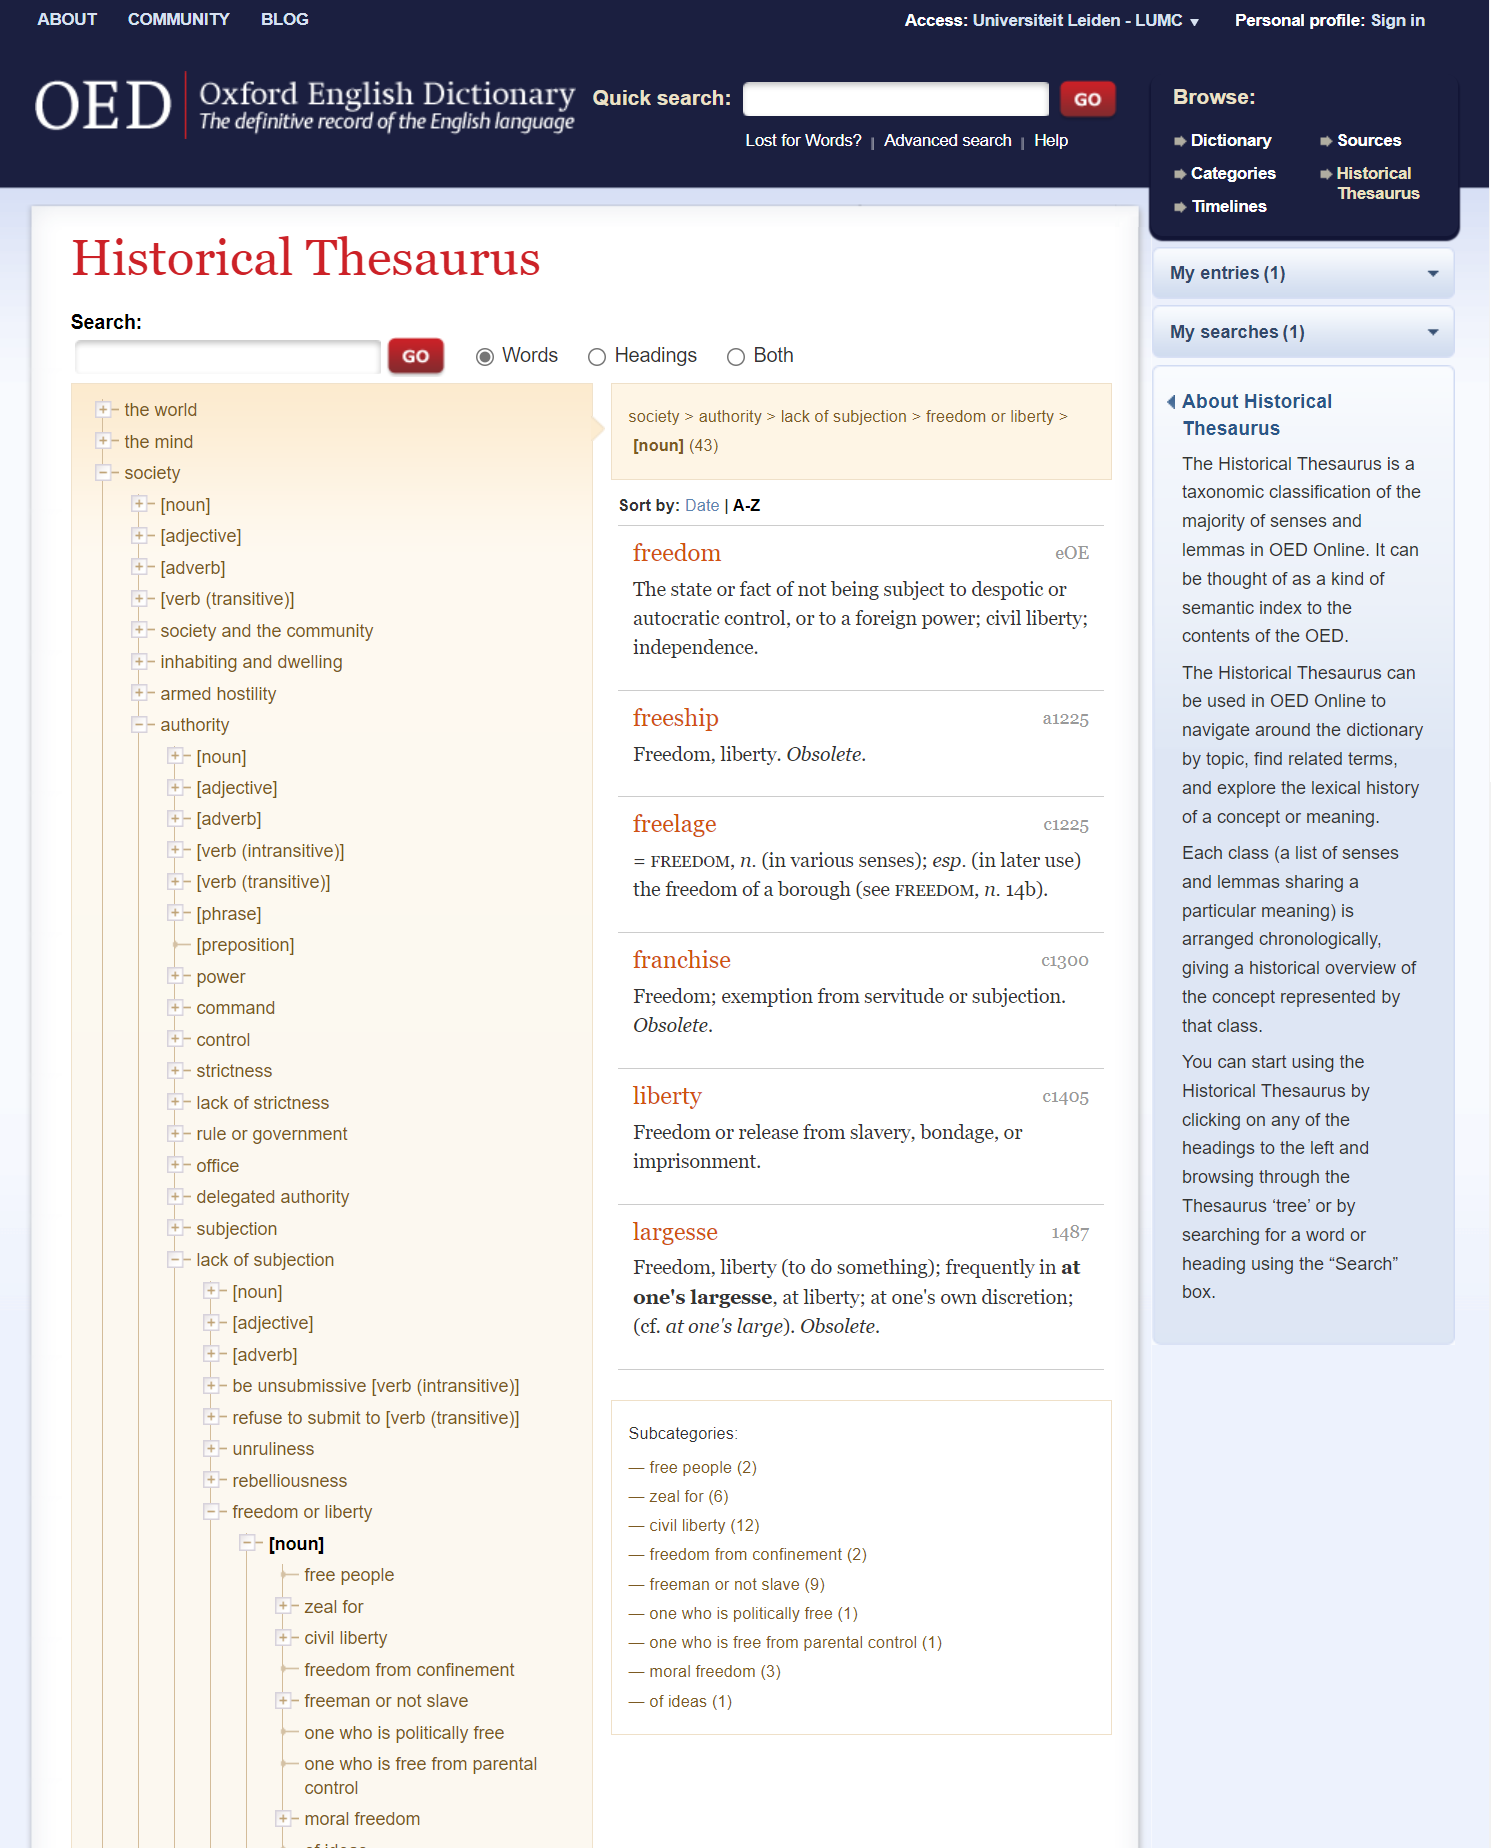 ABOUT COMMUNITY BLOG
Access: Universiteit Leiden - LUMC ▼ Personal profile: Sign in
OED Oxford English Dictionary
The definitive record of the English language
Quick search: GO
Lost for Words? | Advanced search | Help
Browse:
Dictionary
Categories
Timelines
Sources
Historical
Thesaurus
Historical Thesaurus
Search:
GO Words Headings Both
the world
the mind
society
[noun]
[adjective]
[adverb]
[verb (transitive)]
society and the community
inhabiting and dwelling
armed hostility
authority
[noun]
[adjective]
[adverb]
[verb (intransitive)]
[verb (transitive)]
[phrase]
[preposition]
power
command
control
strictness
lack of strictness
rule or government
office
delegated authority
subjection
lack of subjection
[noun]
[adjective]
[adverb]
be unsubmissive [verb (intransitive)]
refuse to submit to [verb (transitive)]
unruliness
rebelliousness
freedom or liberty
[noun]
free people
zeal for
civil liberty
freedom from confinement
freeman or not slave
one who is politically free
one who is free from parental
control
moral freedom
of ideas
society > authority > lack of subjection > freedom or liberty >
[noun] (43)
Sort by: Date | A-Z
freedom eOE
The state or fact of not being subject to despotic or
autocratic control, or to a foreign power; civil liberty;
independence.
freeship a1225
Freedom, liberty. Obsolete.
freelage c1225
= FREEDOM, n. (in various senses); esp. (in later use)
the freedom of a borough (see FREEDOM, n. 14b).
franchise c1300
Freedom; exemption from servitude or subjection.
Obsolete.
liberty c1405
Freedom or release from slavery, bondage, or
imprisonment.
largesse 1487
Freedom, liberty (to do something); frequently in at
one's largesse, at liberty; at one's own discretion;
(cf. at one's large). Obsolete.
Subcategories:
— free people (2)
— zeal for (6)
— civil liberty (12)
— freedom from confinement (2)
— freeman or not slave (9)
— one who is politically free (1)
— one who is free from parental control (1)
— moral freedom (3)
— of ideas (1)
My entries (1)
My searches (1)
About Historical
Thesaurus
The Historical Thesaurus is a
taxonomic classification of the
majority of senses and
lemmas in OED Online. It can
be thought of as a kind of
semantic index to the
contents of the OED.
The Historical Thesaurus can
be used in OED Online to
navigate around the dictionary
by topic, find related terms,
and explore the lexical history
of a concept or meaning.
Each class (a list of senses
and lemmas sharing a
particular meaning) is
arranged chronologically,
giving a historical overview of
the concept represented by
that class.
You can start using the
Historical Thesaurus by
clicking on any of the
headings to the left and
browsing through the
Thesaurus ‘tree’ or by
searching for a word or
heading using the “Search”
box.